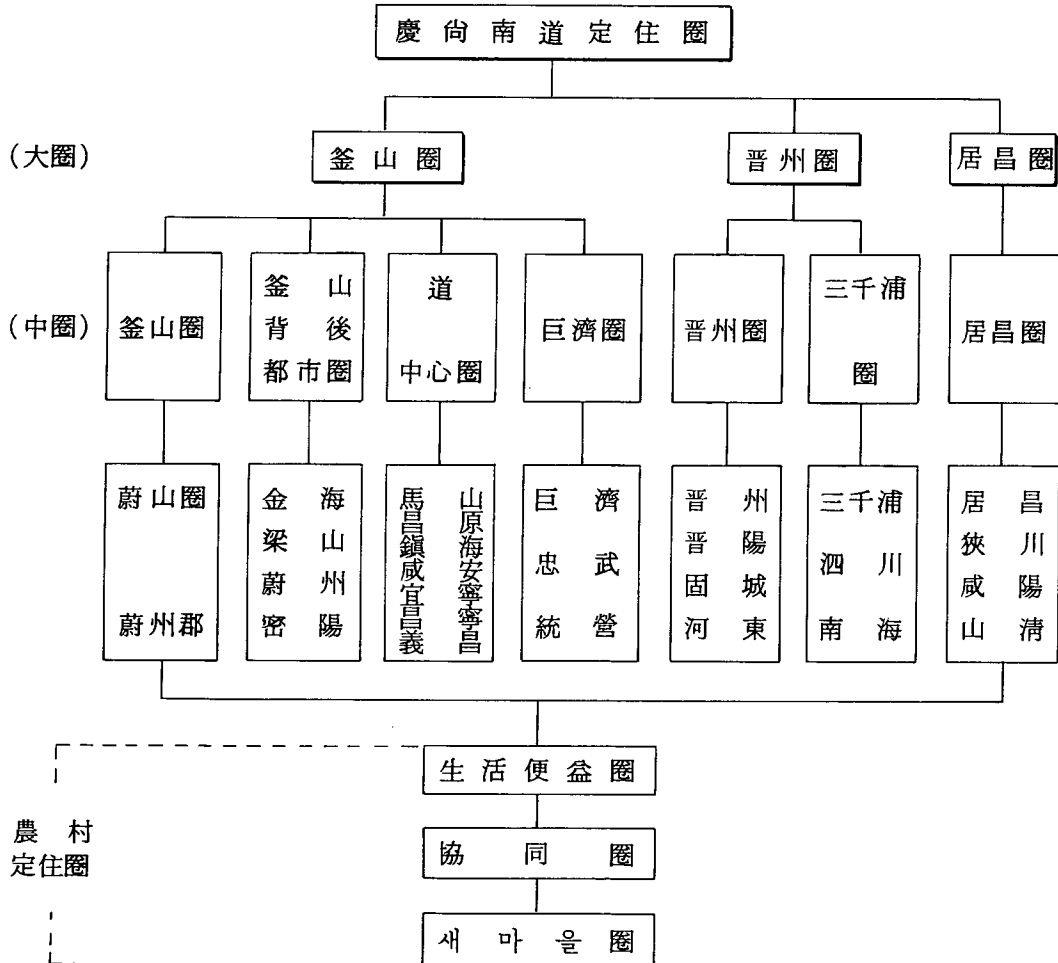 慶尙南道定住圈
(大圈)
釜山圈
晋州圈
居昌圈
(中圈)
釜山圈
釜山
背後
都市圈
道
中心圈
巨濟圈
晋州圈
三千浦
圈
居昌圈
蔚山圈
蔚州郡
金海
梁山
蔚州
密陽
馬山
昌原
鎭海
咸安
宜寧
昌寧
義昌
巨濟
忠武
統營
晋州
晋陽
固城
河東
三千浦
泗川
南海
居昌
狹川
咸陽
山淸
農村
定住圈
生活便益圈
協同圈
새마을圈